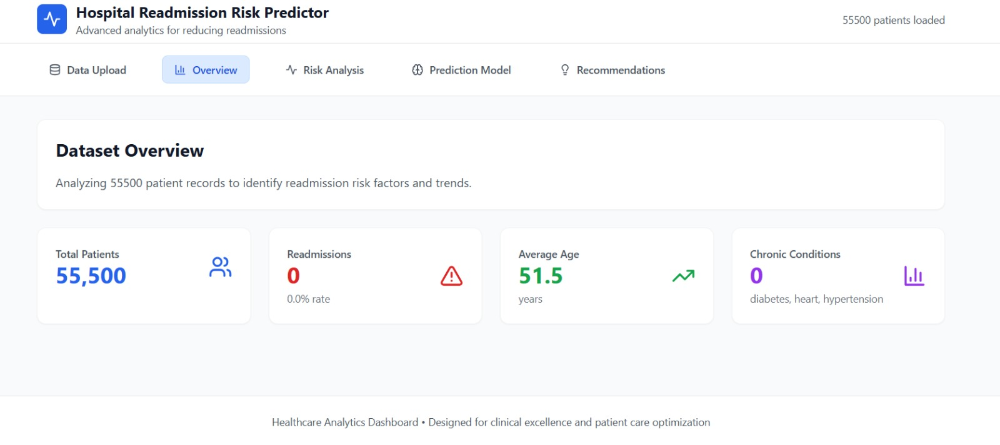 Hospital Readmission Risk Predictor
Advanced analytics for reducing readmissions
55500 patients loaded
Data Upload
Overview
Risk Analysis
Prediction Model
Recommendations
Dataset Overview
Analyzing 55500 patient records to identify readmission risk factors and trends.
Total Patients
55,500
Readmissions
0
0.0% rate
Average Age
51.5
years
Chronic Conditions
0
diabetes, heart, hypertension
Healthcare Analytics Dashboard • Designed for clinical excellence and patient care optimization